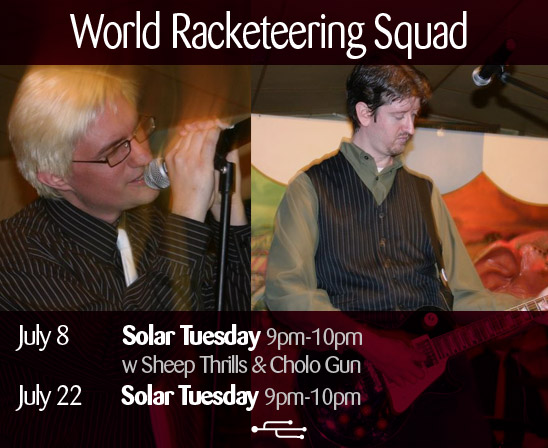 World Racketeering Squad
July 8 Solar Tuesday 9pm-10pm
w Sheep Thrills & Cholo Gun
July 22 Solar Tuesday 9pm-10pm